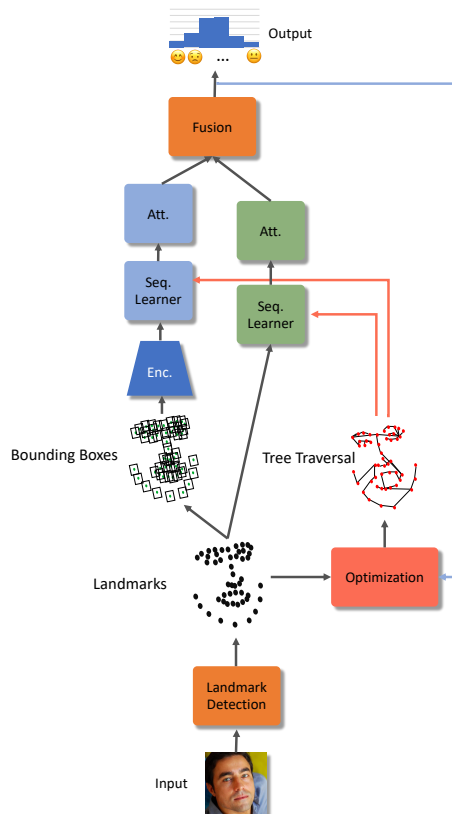 Output
...
Fusion
Att.
Att.
Seq.
Learner
Seq.
Learner
Enc.
Bounding Boxes
Tree Traversal
Landmarks
Optimization
Landmark
Detection
Input